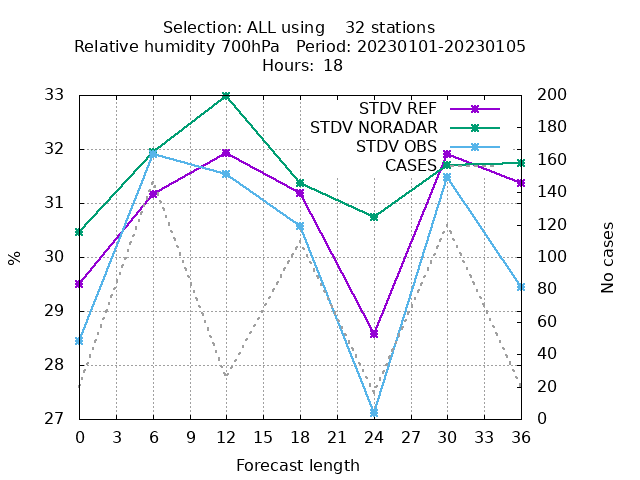 Selection: ALL using    32 stations
Relative humidity 700hPa   Period: 20230101-20230105
Hours: 18
STDV REF
STDV NORADAR
STDV OBS
CASES
33
32
31
30
29
28
27
%
200
180
160
140
120
100
80
60
40
20
0
No cases
0 3 6 9 12 15 18 21 24 27 30 33 36
Forecast length